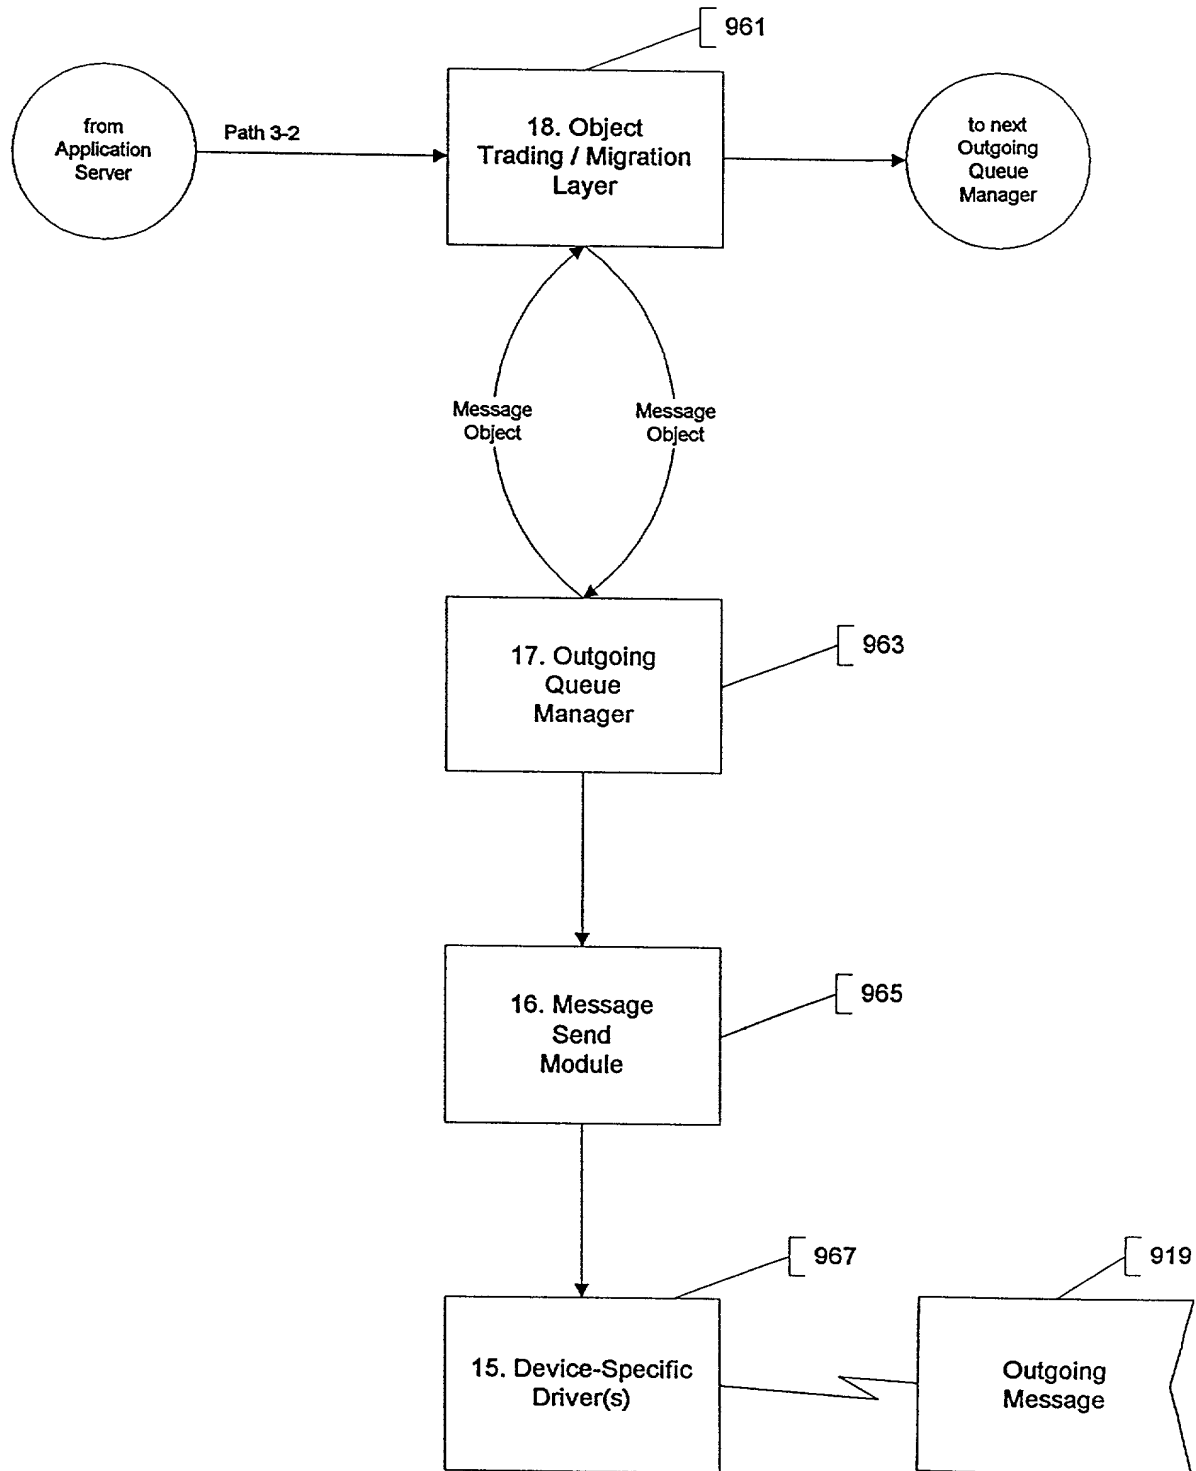 961
from
Application
Server
Path 3-2
18. Object
Trading / Migration
Layer
to next
Outgoing
Queue
Manager
Message
Object
Message
Object
17. Outgoing
Queue
Manager
963
16. Message
Send
Module
965
967
919
15. Device-Specific
Driver(s)
Outgoing
Message